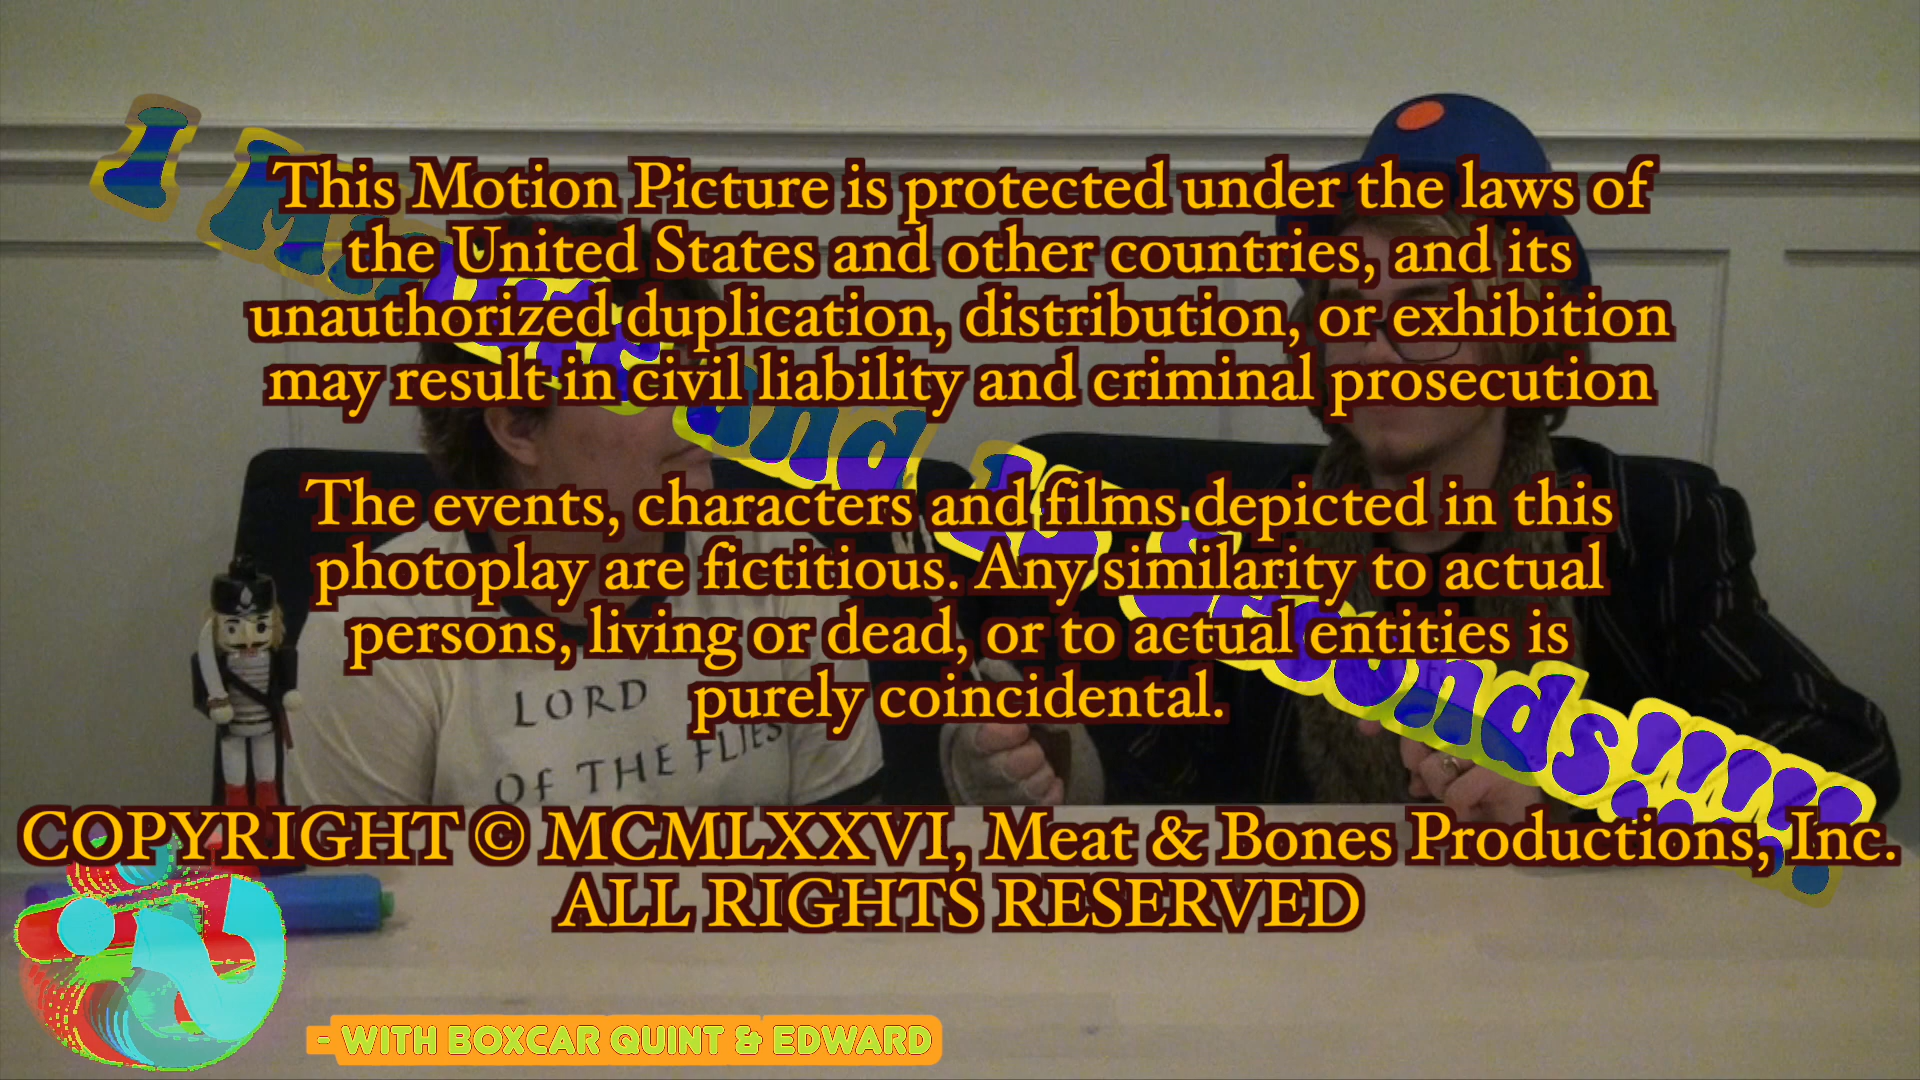 This Motion Picture is protected under the laws of
the United States and other countries, and its
unauthorized duplication, distribution, or exhibition
may result in civil liability and criminal prosecution
The events, characters and films depicted in this
photoplay are fictitious. Any similarity to actual
persons, living or dead, or to actual entities is
purely coincidental.
LORD
OF THE FLIES
COPYRIGHT © MCMLXXVI, Meat & Bones Productions, Inc.
ALL RIGHTS RESERVED
- WITH BOXCAR QUINT & EDWARD